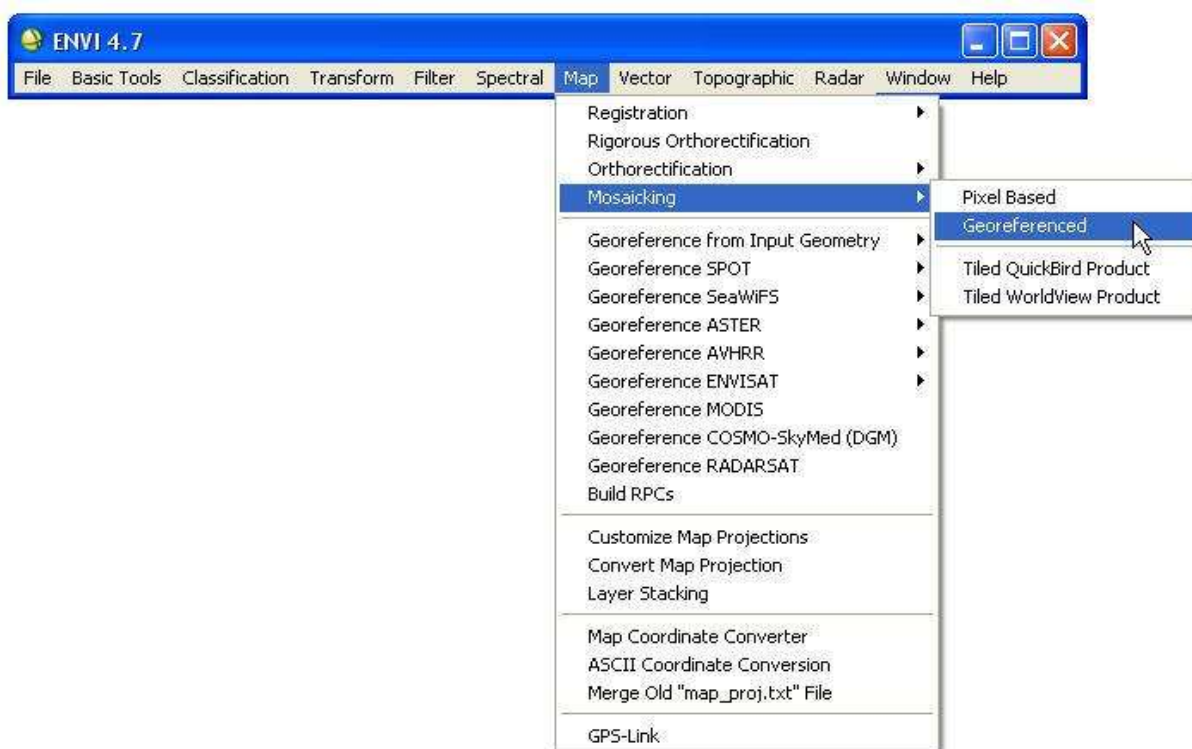 ENVI 4.7
File Basic Tools Classification Transform Filter Spectral Map Vector Topographic Radar Window Help
Registration
Rigorous Orthorectification
Orthorectification
Mosaicking
Pixel Based
Georeferenced
Tiled QuickBird Product
Tiled WorldView Product
Georeference from Input Geometry
Georeference SPOT
Georeference SeaWiFS
Georeference ASTER
Georeference AVHRR
Georeference ENVISAT
Georeference MODIS
Georeference COSMO-SkyMed (DGM)
Georeference RADARSAT
Build RPCs
Customize Map Projections
Convert Map Projection
Layer Stacking
Map Coordinate Converter
ASCII Coordinate Conversion
Merge Old "map_proj.txt" File
GPS-Link